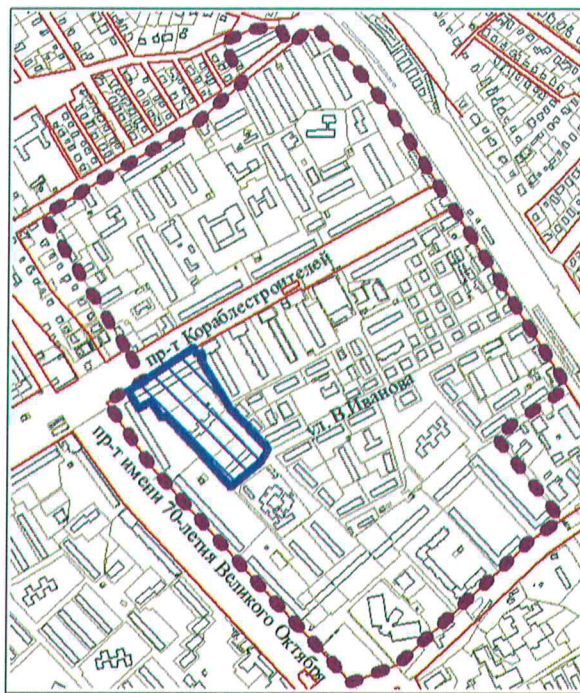 пр-т Кораблестроителей
ул. В.Иванова
пр-т имени 70-летия Великого Октября